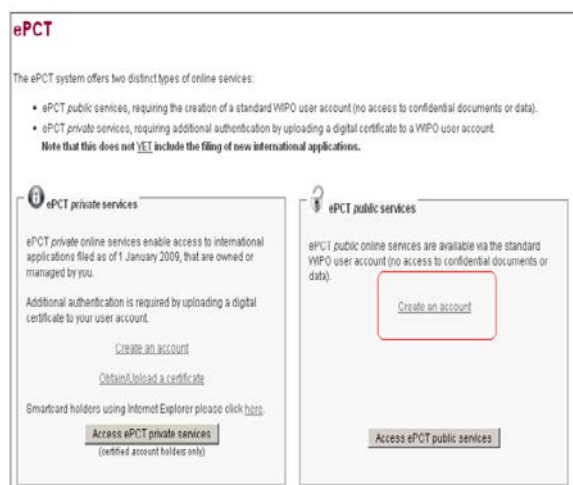 ePCT
The ePCT system offers two distinct types of online services:
• ePCT public services, requiring the creation of a standard WIPO user account (no access to confidential documents or data).
• ePCT private services, requiring additional authentication by uploading a digital certificate to a WIPO user account.
Note that this does not YET include the filing of new international applications.
ePCT private services
ePCT private online services enable access to international
applications filed as of 1 January 2009, that are owned or
managed by you.
Additional authentication is required by uploading a digital
certificate to your user account.
Create an account
Obtain/Upload a certificate
Smartcard holders using Internet Explorer please click here.
Access ePCT private services
(certified account holders only)
ePCT public services
ePCT public online services are available via the standard
WIPO user account (no access to confidential documents or
data).
Create an account
Access ePCT public services